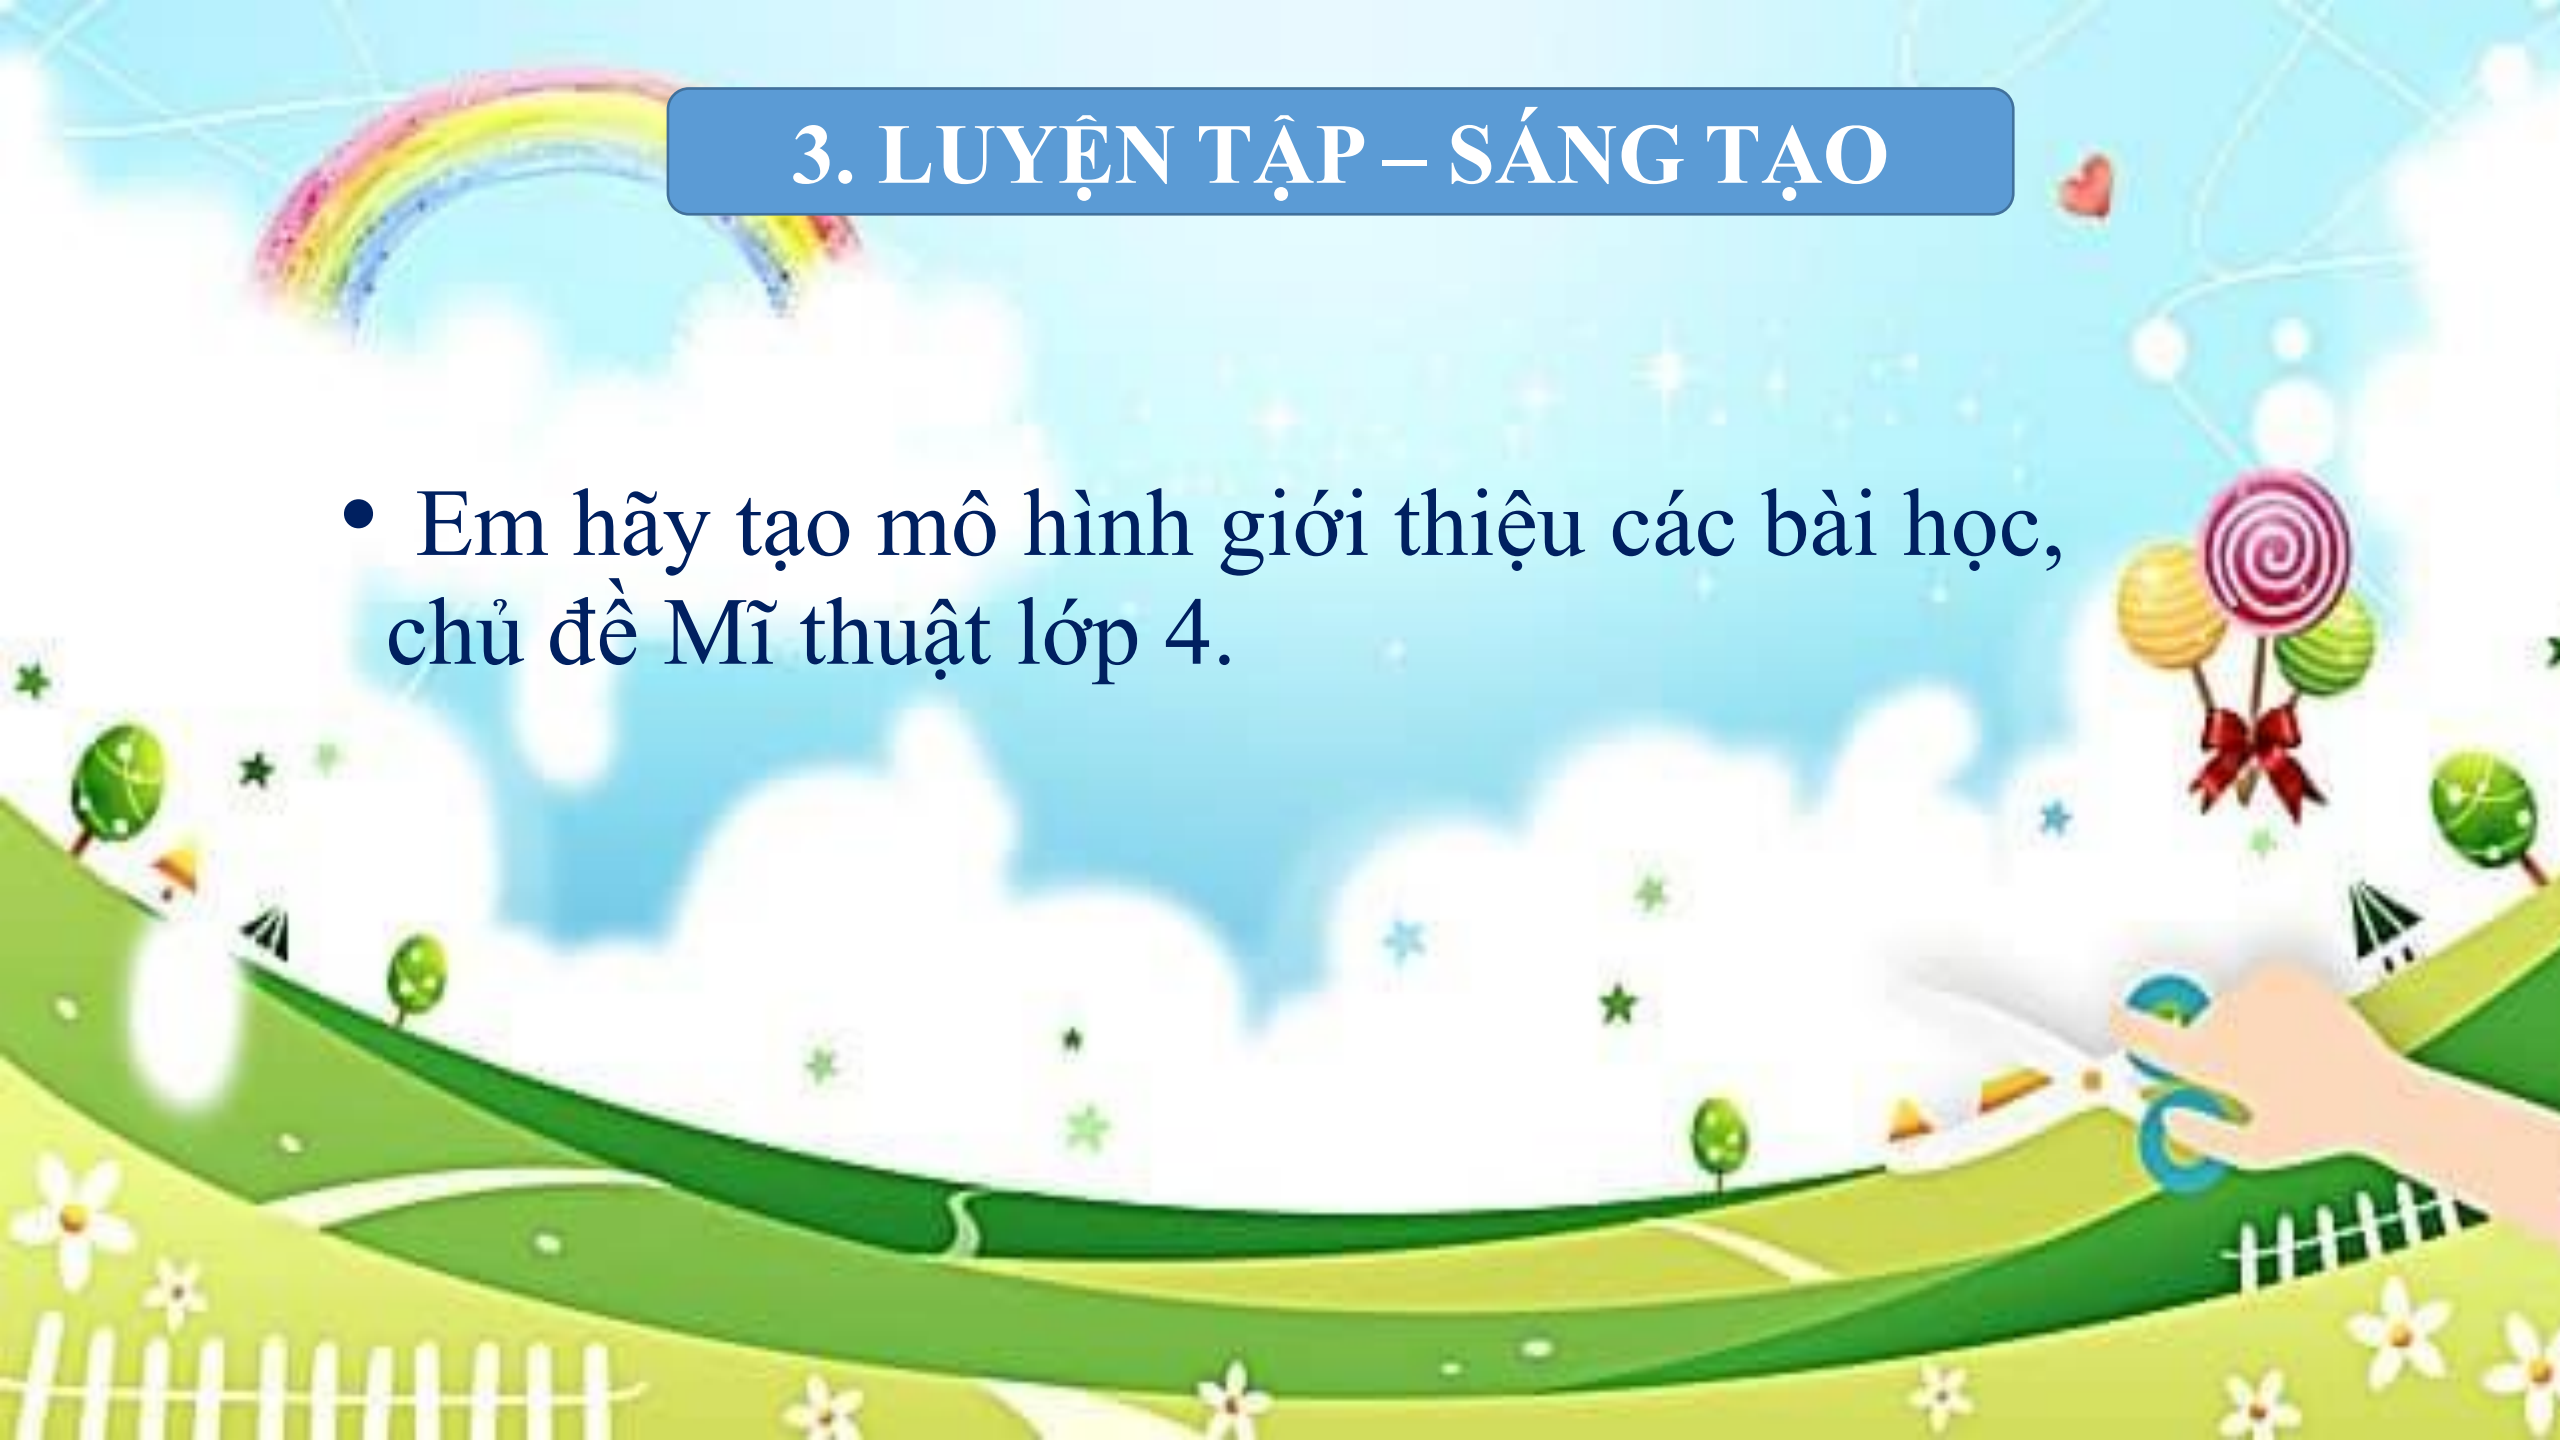 3. LUYỆN TẬP – SÁNG TẠO
• Em hãy tạo mô hình giới thiệu các bài học,
chủ đề Mĩ thuật lớp 4.